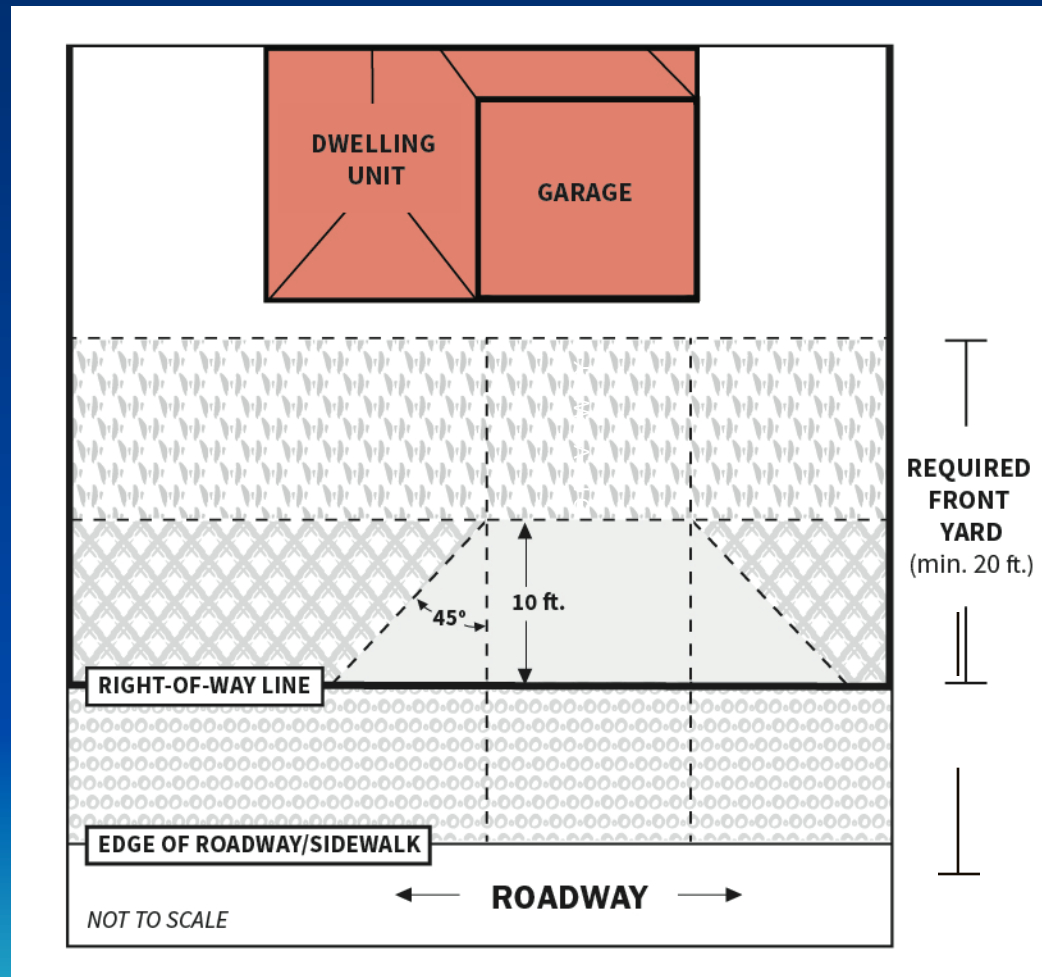 DWELLING
UNIT
GARAGE
REQUIRED
FRONT
YARD
(min. 20 ft.)
10 ft.
45°
RIGHT-OF-WAY LINE
EDGE OF ROADWAY/SIDEWALK
ROADWAY
NOT TO SCALE